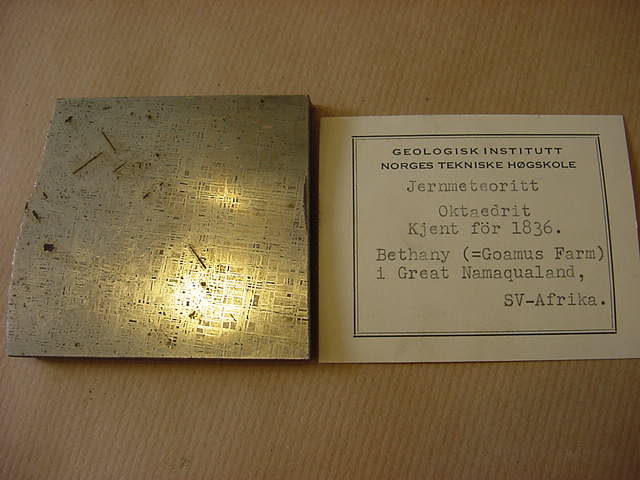 GEOLOGISK INSTITUTT
NORGES TEKNISKE HØGSKOLE
Jernmeteoritt
Oktaedrit
Kjent för 1836.
Bethany (=Goamus Farm)
i Great Namaqualand,
SV-Afrika.